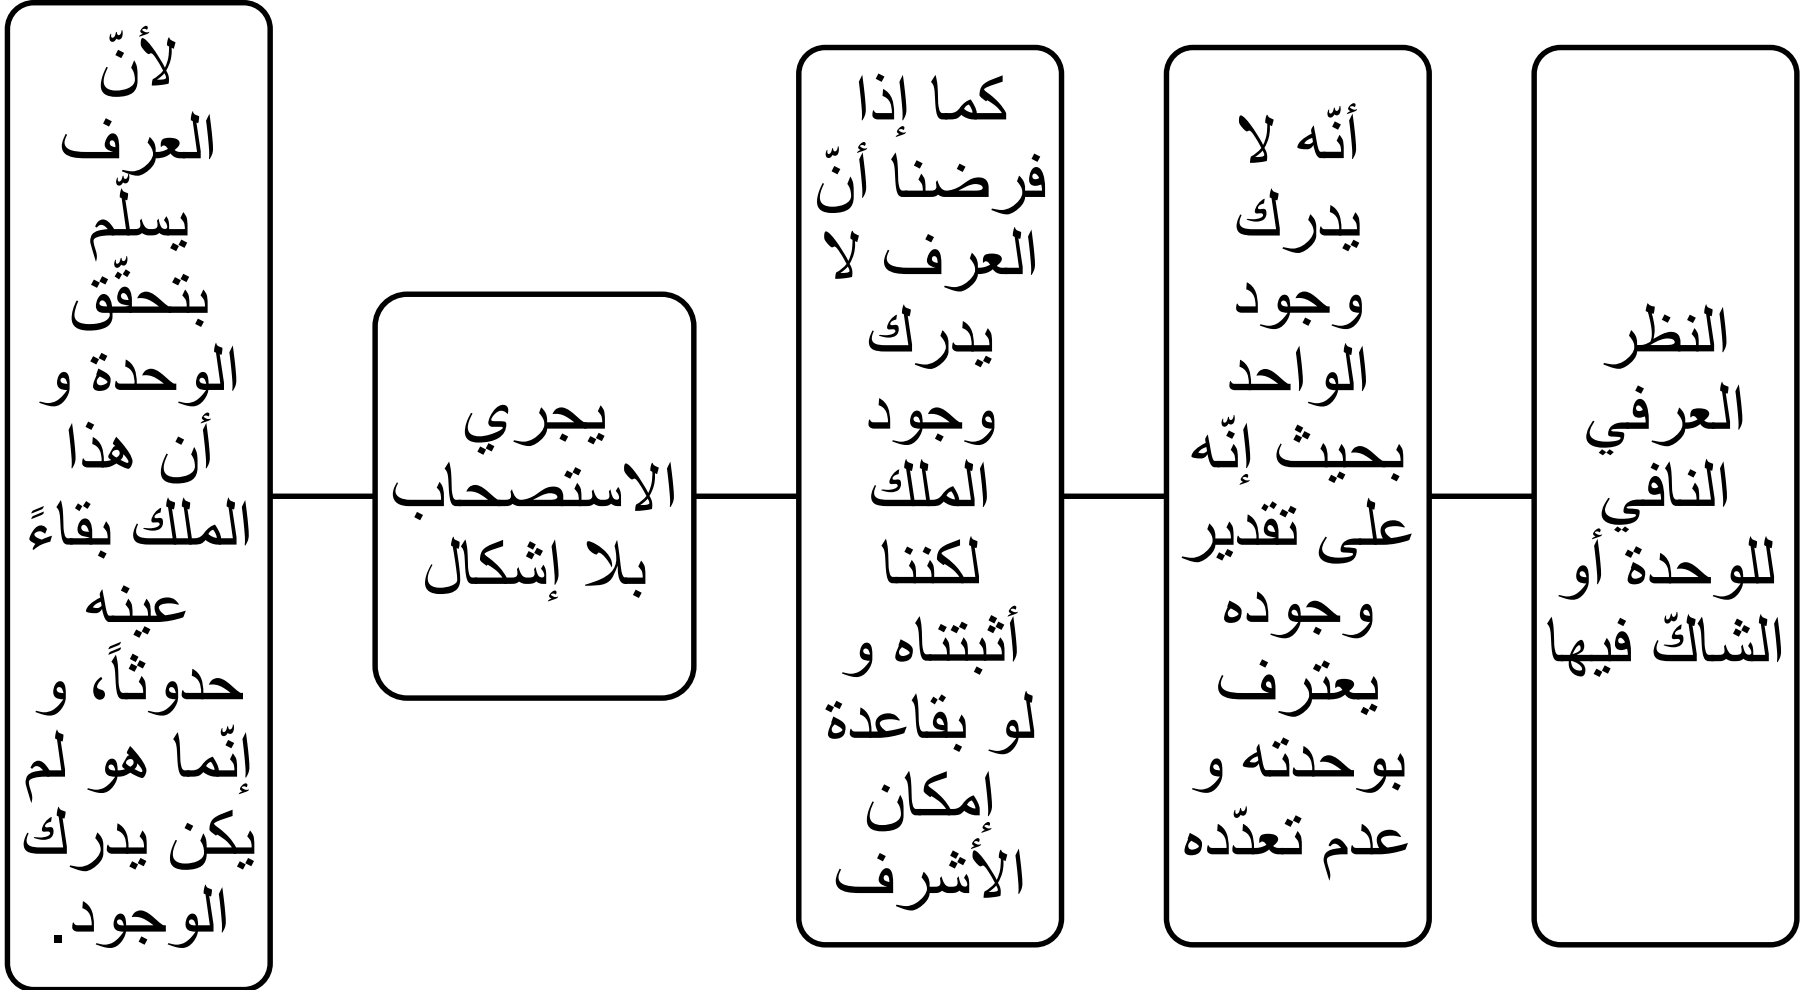 النظر
العرفي
النافي
للوحدة أو
الشاكّ فيها
أنّه لا
يدرك
وجود
الواحد
بحيث إنّه
على تقدير
وجوده
يعترف
بوحدته و
عدم تعدّده
كما إذا
فرضنا أنّ
العرف لا
يدرك
وجود
الملك
لكننا
أثبتناه و
لو بقاعدة
إمكان
الأشرف
يجري
الاستصحاب
بلا إشكال
لأنّ
العرف
يسلّم
بتحقّق
الوحدة و
أن هذا
الملك بقاءً
عينه
حدوثاً، و
إنّما هو لم
يكن يدرك
الوجود.